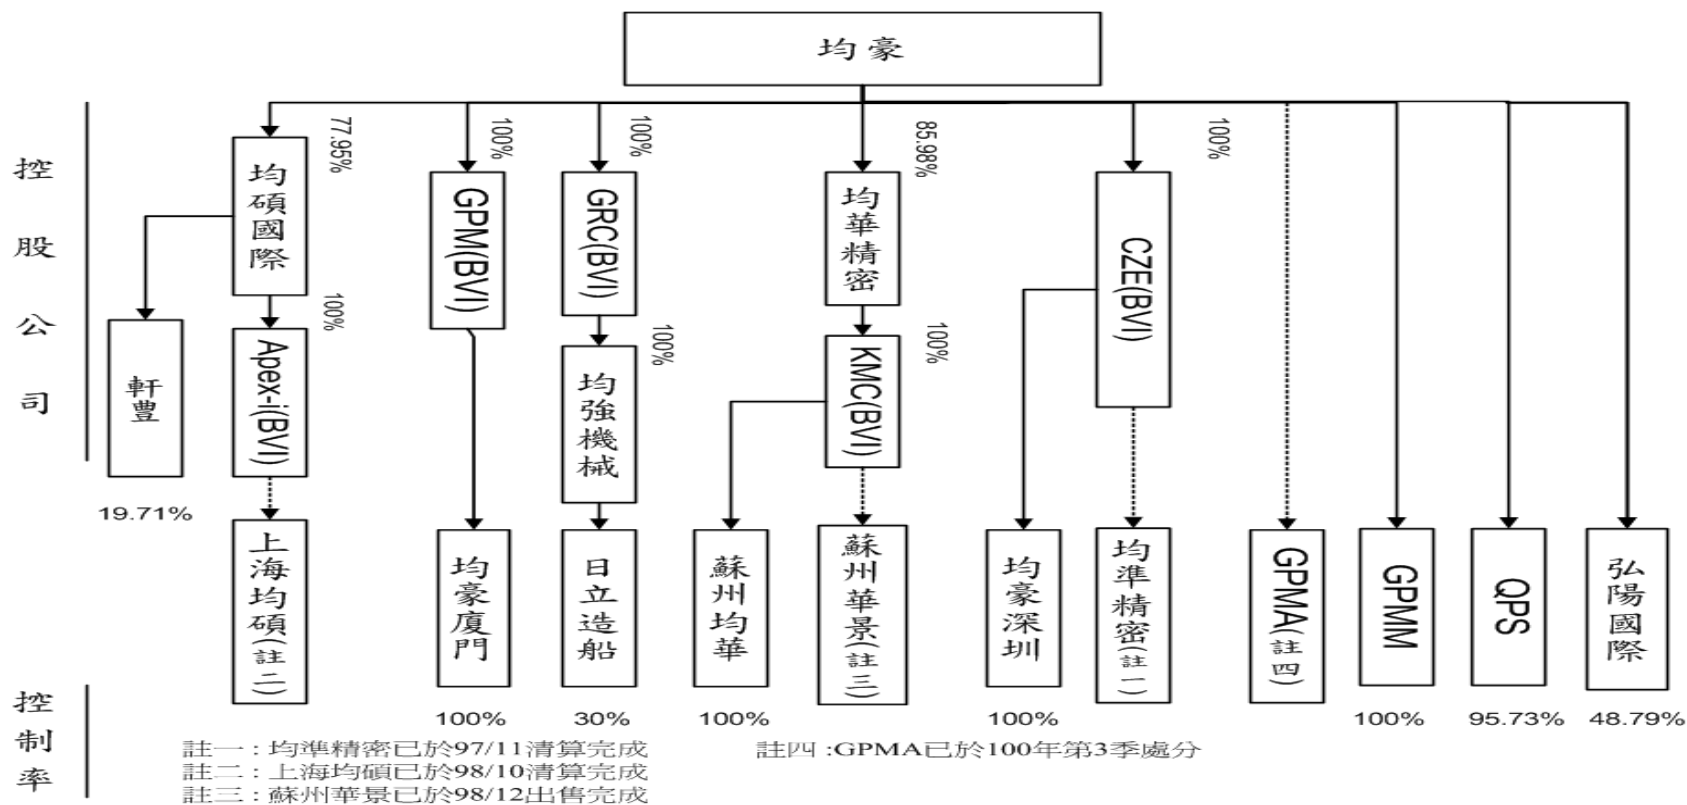 均豪
控股公司
77.95%
100%
100%
85.98%
100%
均碩國際
GPM(BVI)
GRC(BVI)
均華精密
CZE(BVI)
100%
100%
100%
軒豊
Apex-i(BVI)
均強機械
KMC(BVI)
19.71%
上海均碩(註二)
均豪廈門
日立造船
蘇州均華
蘇州華景(註三)
均豪深圳
均準精密(註一)
GPMA(註四)
GPMM
QPS
弘陽國際
控制率
100%
30%
100%
100%
100%
95.73%
48.79%
註一:均準精密已於97/11清算完成
註二:上海均碩已於98/10清算完成
註三:蘇州華景已於98/12出售完成
註四:GPMA已於100年第3季處分